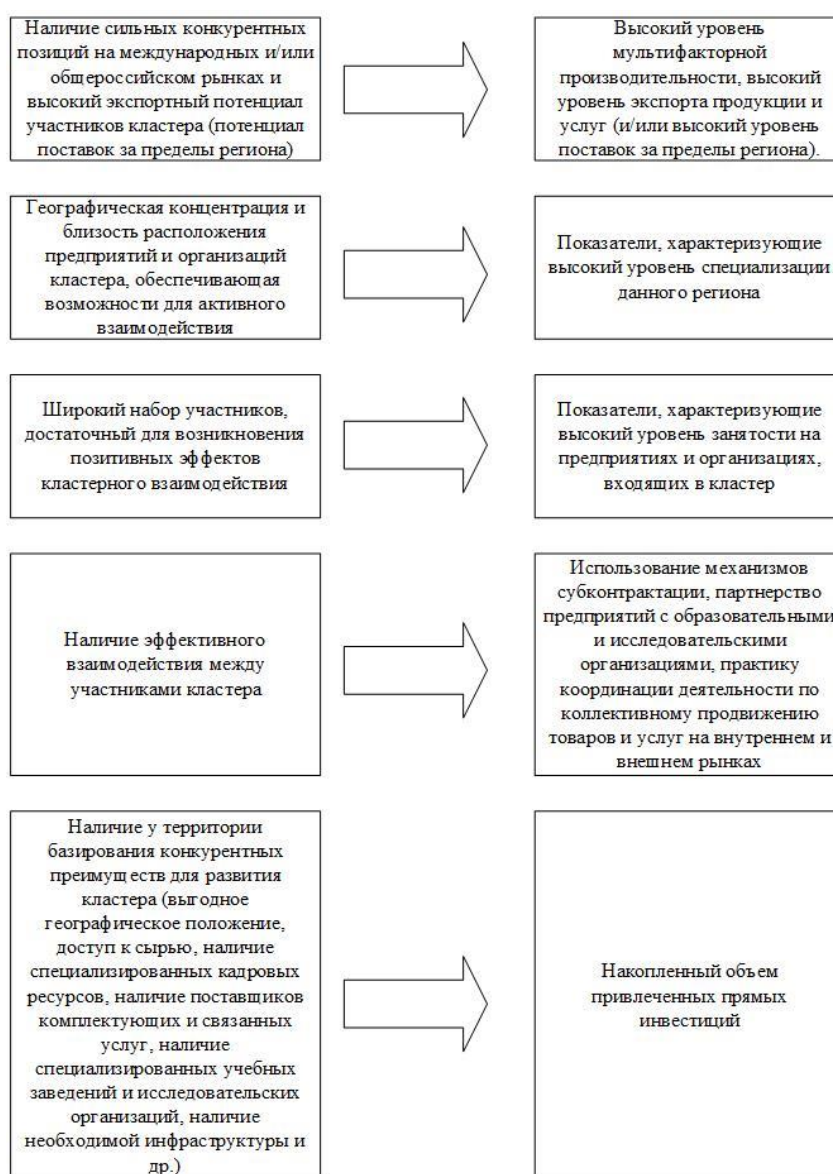 Наличие сильных конкурентных
позиций на международных и/или
общероссийском рынках и
высокий экспортный потенциал
участников кластера (потенциал
поставок за пределы региона)
Высокий уровень
мультифакторной
производительности, высокий
уровень экспорта продукции и
услуг (и/или высокий уровень
поставок за пределы региона).
Географическая концентрация и
близость расположения
предприятий и организаций
кластера, обеспечивающая
возможности для активного
взаимодействия
Показатели, характеризующие
высокий уровень специализации
данного региона
Широкий набор участников,
достаточный для возникновения
позитивных эффектов
кластерного взаимодействия
Показатели, характеризующие
высокий уровень занятости на
предприятиях и организациях,
входящих в кластер
Наличие эффективного
взаимодействия между
участниками кластера
Использование механизмов
субконтрактации, партнерство
предприятий с образовательными
и исследовательскими
организациями, практику
координации деятельности по
коллективному продвижению
товаров и услуг на внутреннем и
внешнем рынках
Наличие у территории
базирования конкурентных
преимуществ для развития
кластера (выгодное
географическое положение,
доступ к сырью, наличие
специализированных кадровых
ресурсов, наличие поставщиков
комплектующих и связанных
услуг, наличие
специализированных учебных
заведений и исследовательских
организаций, наличие
необходимой инфраструктуры и
др.)
Накопленный объем
привлеченных прямых
инвестиций